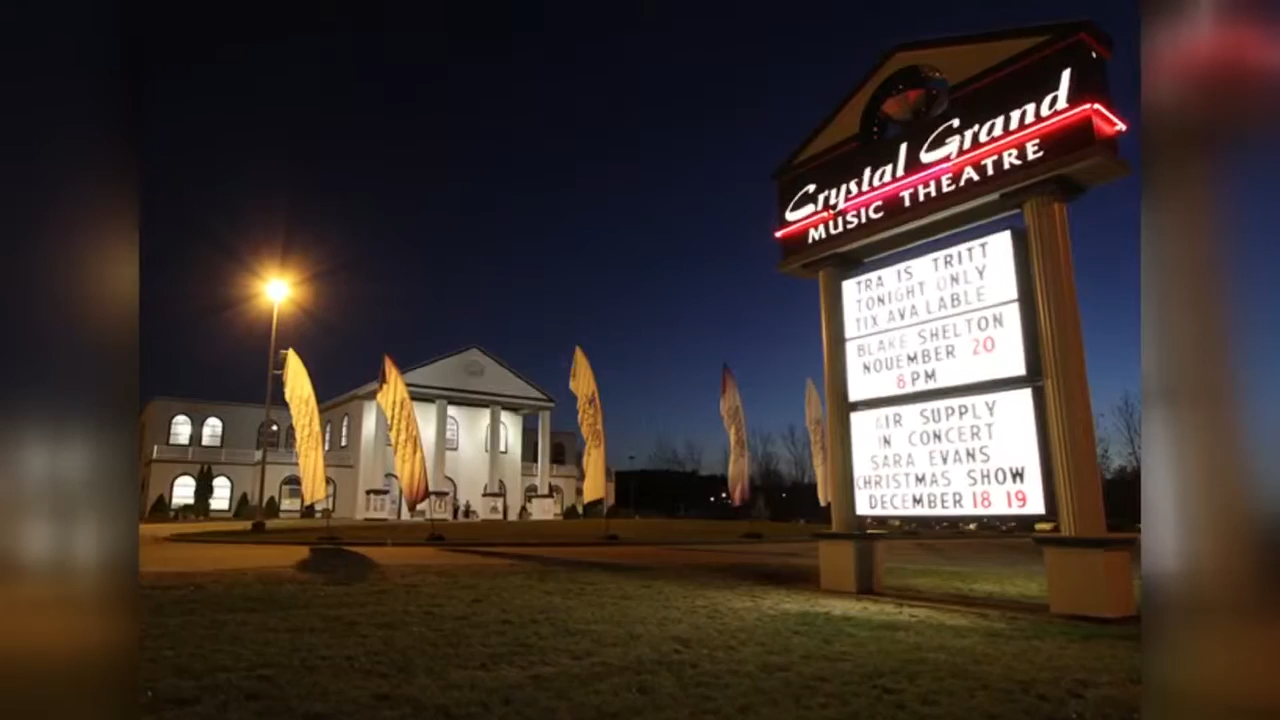 Crystal Grand
MUSIC THEATRE
TRA IS TRITT
TONIGHT ONLY
TIX AVA LABLE
BLAKE SHELTON
NOUEMBER 20
8PM
AIR SUPPLY
IN CONCERT
SARA EVANS
CHRISTMAS SHOW
DECEMBER 18 19